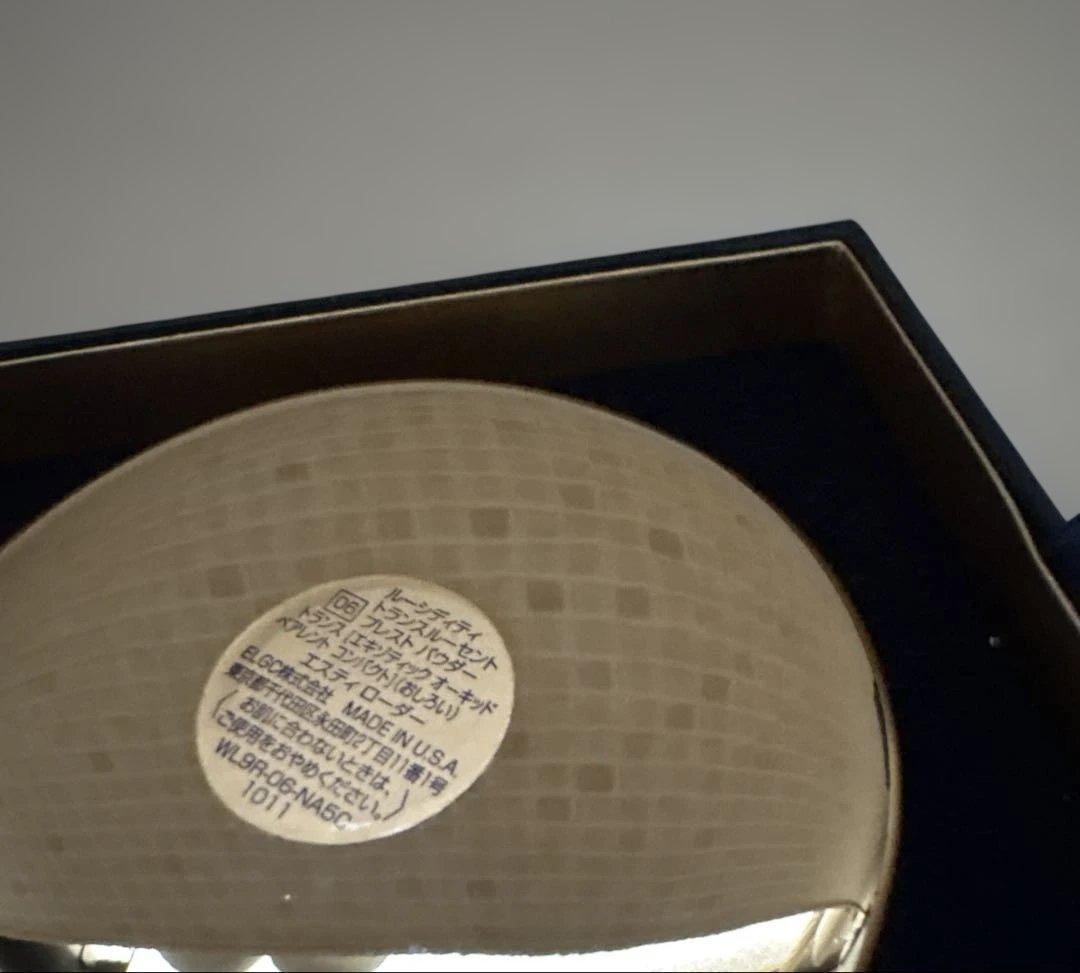 ルーシディティ
06 トランスルーセント
プレスト パウダー
トランス [エキゾティック オーキッド
ペアレント コンパクト] (おしろい)
エスティ ローダー
ELGC株式会社 MADE IN U.S.A.
東京都千代田区永田町2丁目11番1号
(お肌に合わないときは、
ご使用をおやめください。)
WL9R-06-NA5C
1011